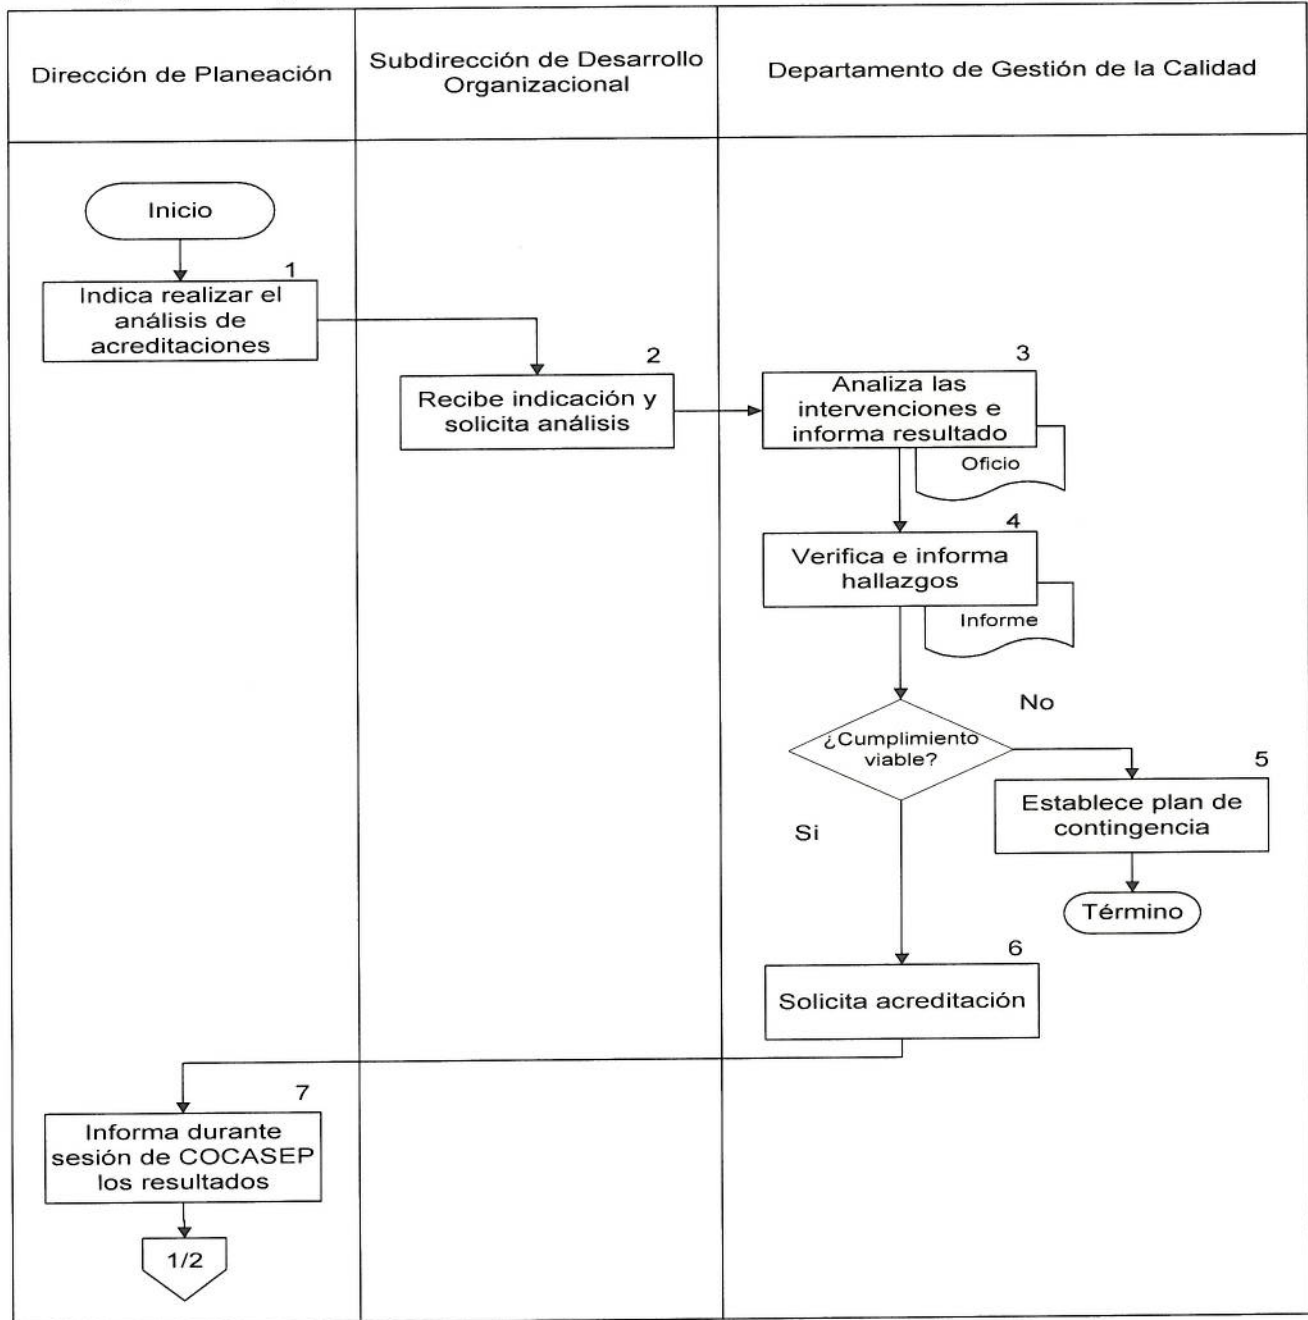 Dirección de Planeación
Subdirección de Desarrollo
Organizacional
Departamento de Gestión de la Calidad
Inicio
1
Indica realizar el
análisis de
acreditaciones
2
Recibe indicación y
solicita análisis
3
Analiza las
intervenciones e
informa resultado
Oficio
4
Verifica e informa
hallazgos
Informe
¿Cumplimiento
viable?
No
5
Establece plan de
contingencia
Término
Si
6
Solicita acreditación
7
Informa durante
sesión de COCASEP
los resultados
1/2